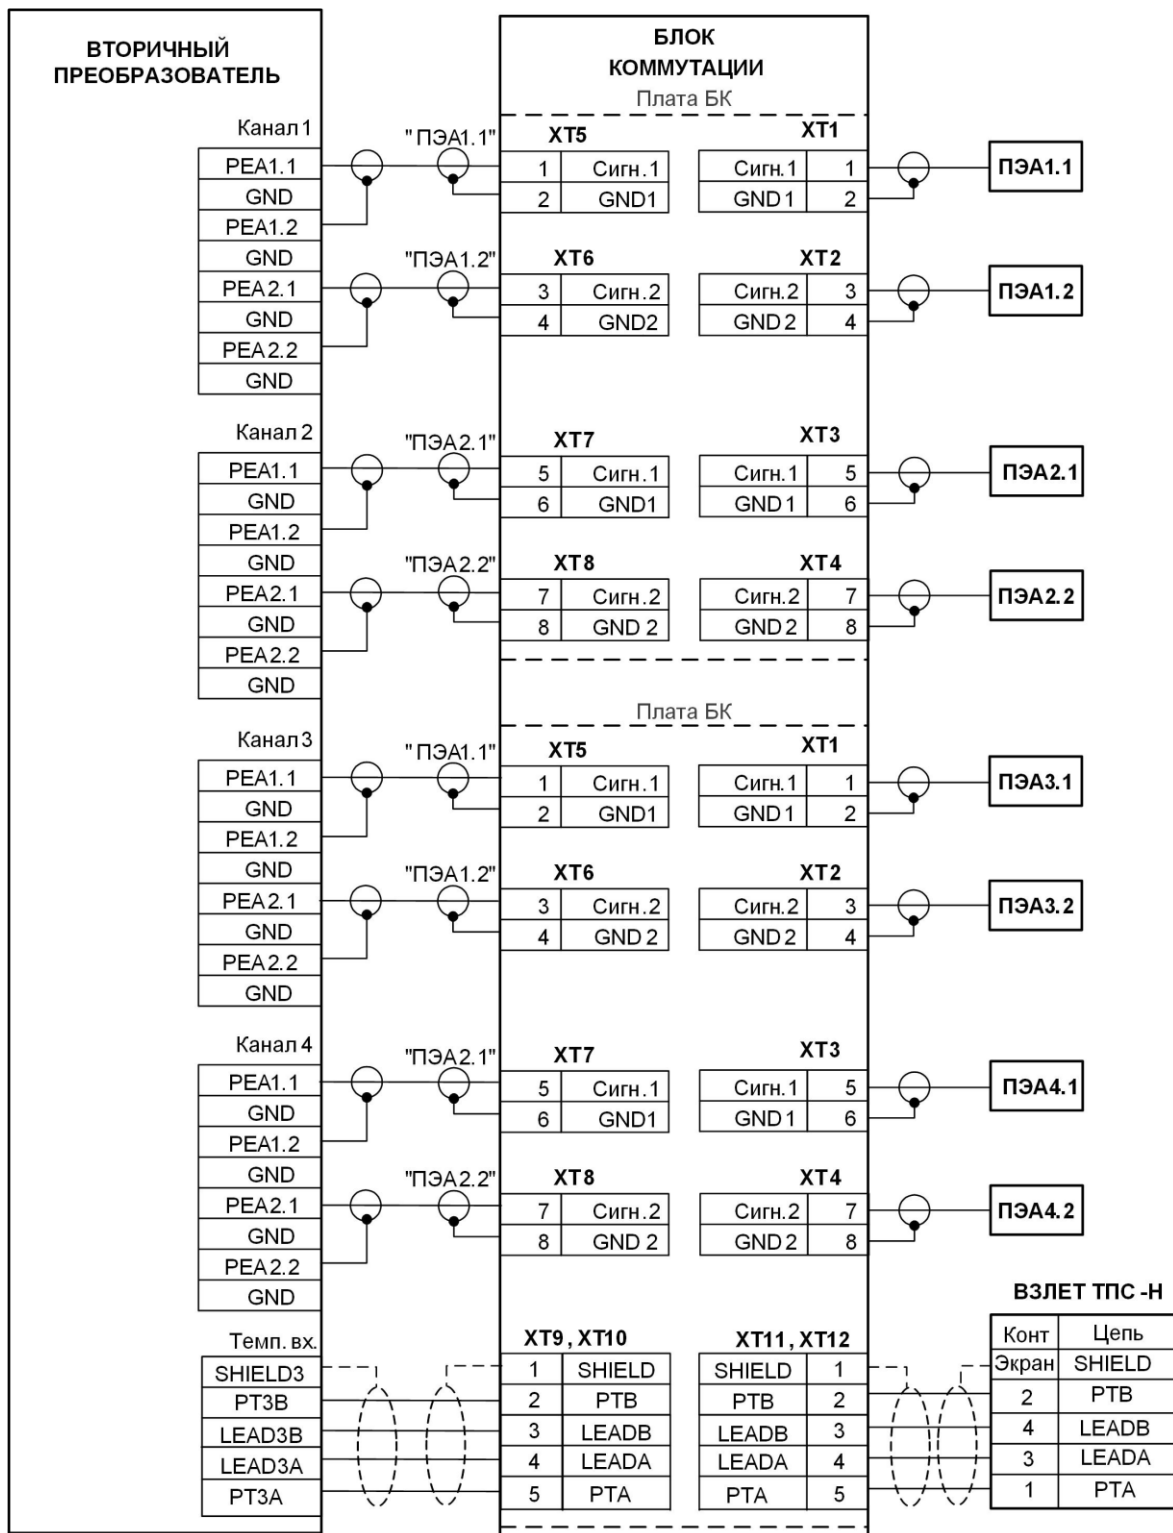 ВТОРИЧНЫЙ
ПРЕОБРАЗОВАТЕЛЬ
БЛОК
КОММУТАЦИИ
Плата БК
Канал 1
"ПЭА1.1"
XT5
XT1
PEA1.1
1 Сигн.1
Сигн.1 1
ПЭА1.1
GND
2 GND1
GND1 2
PEA1.2
GND
"ПЭА1.2"
XT6
XT2
PEA2.1
3 Сигн.2
Сигн.2 3
ПЭА1.2
GND
4 GND2
GND2 4
PEA2.2
GND
Канал 2
"ПЭА2.1"
XT7
XT3
PEA1.1
5 Сигн.1
Сигн.1 5
ПЭА2.1
GND
6 GND1
GND1 6
PEA1.2
GND
"ПЭА2.2"
XT8
XT4
PEA2.1
7 Сигн.2
Сигн.2 7
ПЭА2.2
GND
8 GND 2
GND 2 8
PEA2.2
GND
Плата БК
Канал 3
"ПЭА1.1"
XT5
XT1
PEA1.1
1 Сигн.1
Сигн.1 1
ПЭА3.1
GND
2 GND1
GND1 2
PEA1.2
GND
"ПЭА1.2"
XT6
XT2
PEA2.1
3 Сигн.2
Сигн.2 3
ПЭА3.2
GND
4 GND 2
GND 2 4
PEA2.2
GND
Канал 4
"ПЭА2.1"
XT7
XT3
PEA1.1
5 Сигн.1
Сигн.1 5
ПЭА4.1
GND
6 GND1
GND1 6
PEA1.2
GND
"ПЭА2.2"
XT8
XT4
PEA2.1
7 Сигн.2
Сигн.2 7
ПЭА4.2
GND
8 GND 2
GND 2 8
PEA2.2
GND
ВЗЛЕТ ТПС -Н
Темп. вх.
XT9, XT10
XT11, XT12
Конт Цепь
SHIELD3
1 SHIELD
SHIELD 1
Экран SHIELD
PT3B
2 PTB
PTB 2
2 PTB
LEAD3B
3 LEADB
LEADB 3
4 LEADB
LEAD3A
4 LEADA
LEADA 4
3 LEADA
PT3A
5 PTA
PTA 5
1 PTA